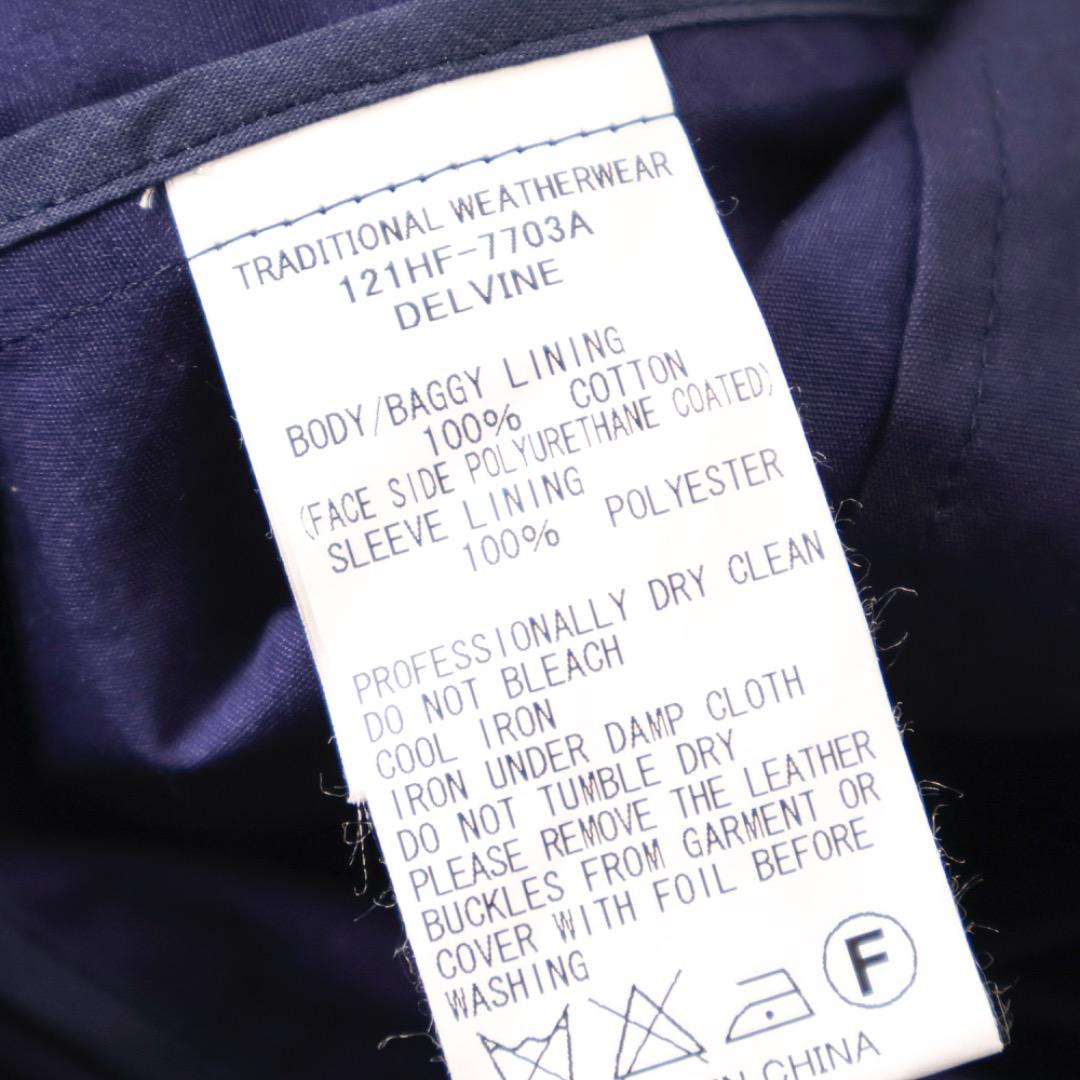 TRADITIONAL WEATHERWEAR
121HF-7703A
DELVINE
BODY/BAGGY LINING
100% COTTON
(FACE SIDE POLYURETHANE COATED)
SLEEVE LINING
100% POLYESTER
PROFESSIONALLY DRY CLEAN
DO NOT BLEACH
COOL IRON
IRON UNDER DAMP CLOTH
DO NOT TUMBLE DRY
PLEASE REMOVE THE LEATHER
BUCKLES FROM GARMENT OR
COVER WITH FOIL BEFORE
WASHING
F
CHINA